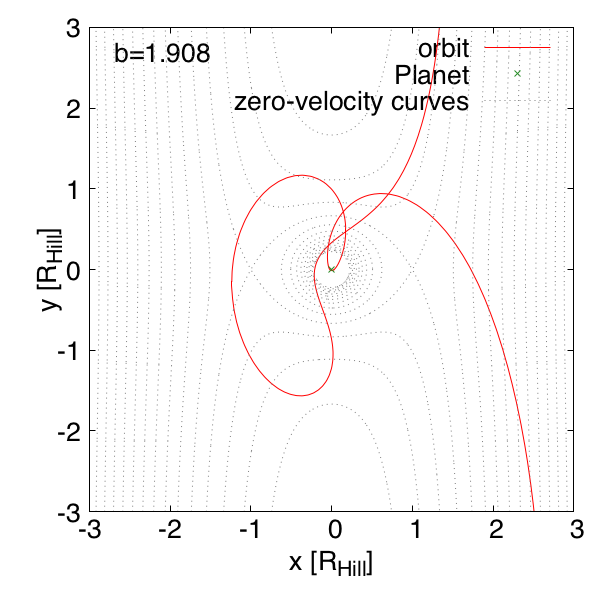 b=1.908
orbit
Planet
zero-velocity curves
y [R_Hill]
3
2
1
0
-1
-2
-3
-3 -2 -1 0 1 2 3
x [R_Hill]